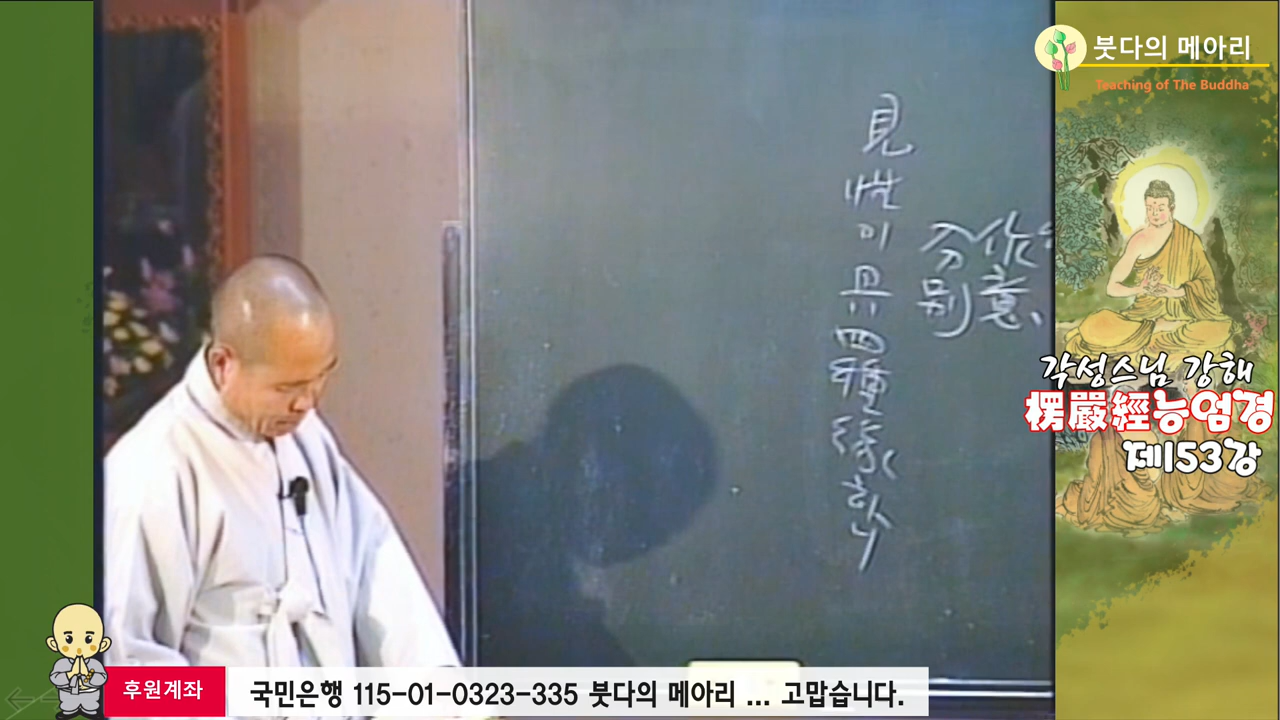 붓다의 메아리
Teaching of The Buddha
作意、
分別
見性이 具四種緣하
각성스님 강해
楞嚴經능엄경
제153강
후원계좌
국민은행 115-01-0323-335 붓다의 메아리 ... 고맙습니다.